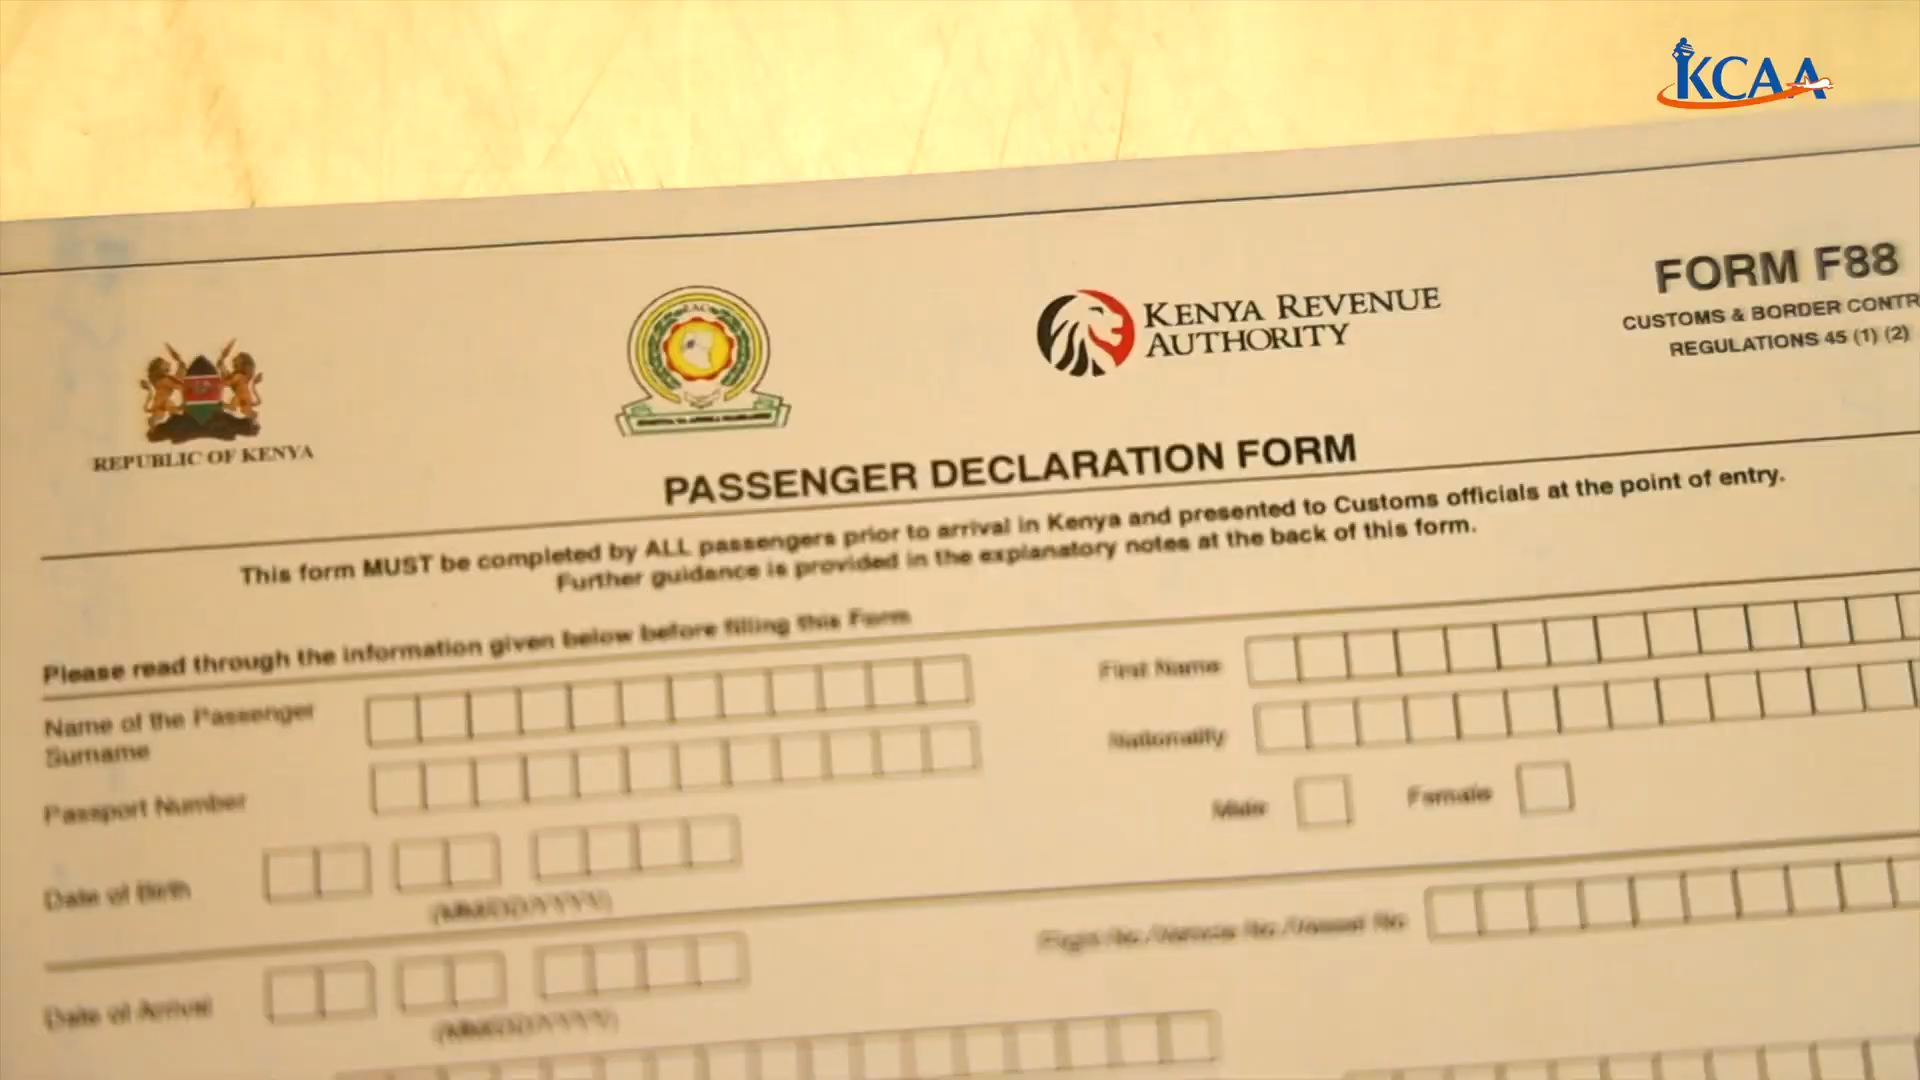 KCAA
FORM F88
CUSTOMS & BORDER CONTR
REGULATIONS 45 (1) (2)
KENYA REVENUE
AUTHORITY
REPUBLIC OF KENYA
PASSENGER DECLARATION FORM
This form MUST be completed by ALL passengers prior to arrival in Kenya and presented to Customs officials at the point of entry.
Further guidance is provided in the explanatory notes at the back of this form.
Please read through the information given below before filling this Form
Name of the Passenger
Surname
First Name
Nationality
Passport Number
Male Female
Date of Birth
(MM/DD/YYYY)
Flight No./Vehicle No./Vessel No
Date of Arrival
(MM/DD/YYYY)